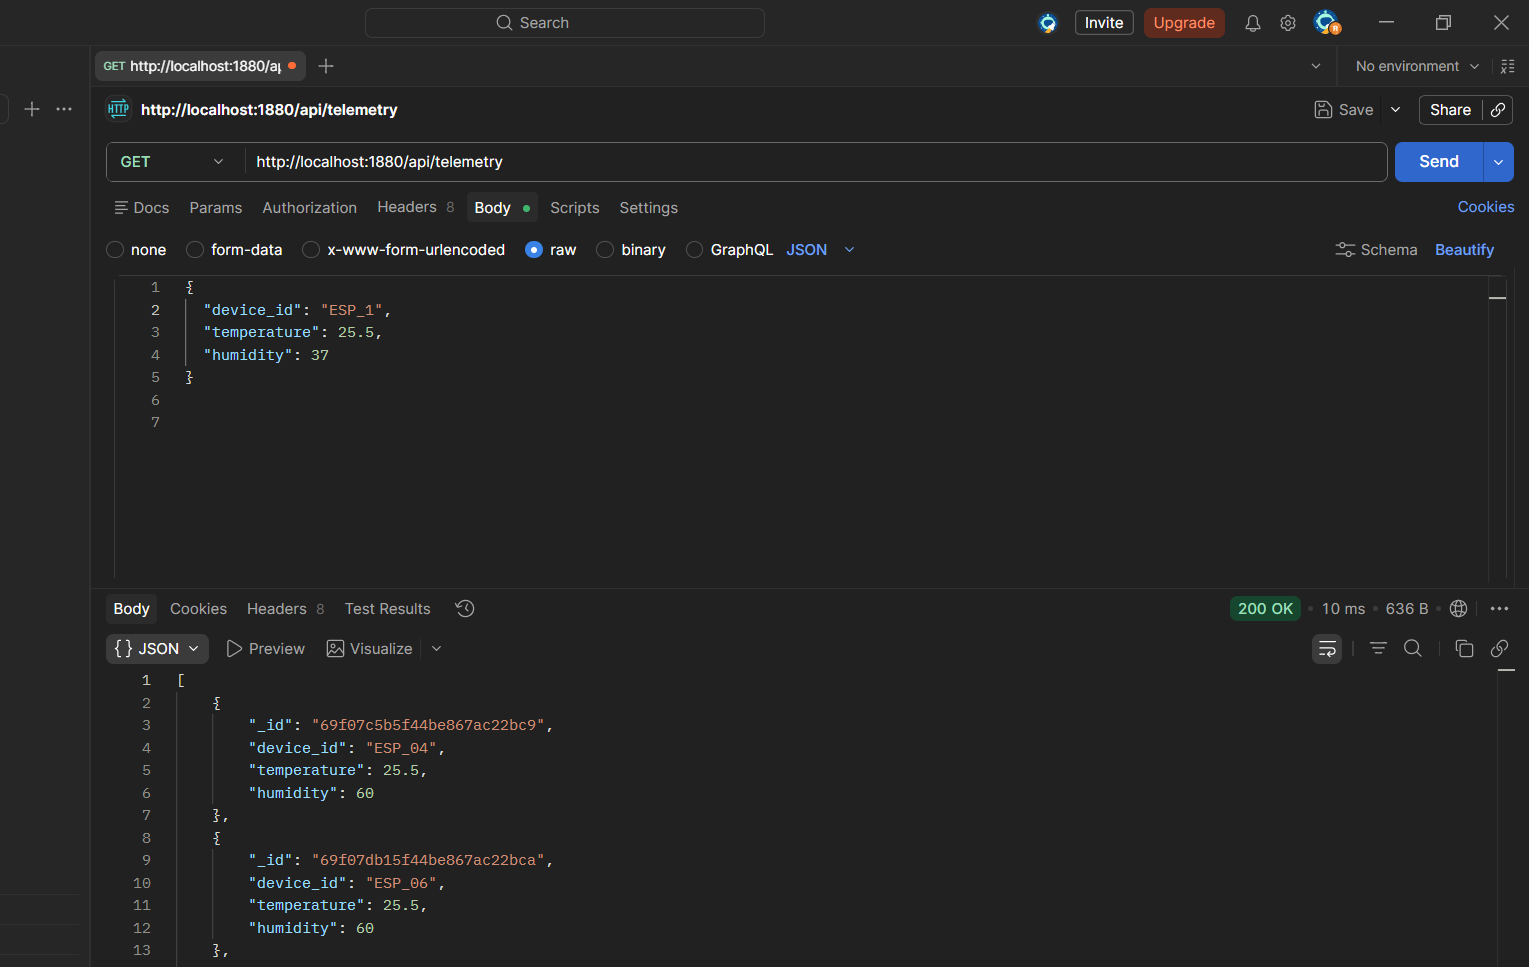 Search
Invite
Upgrade
GET http://localhost:1880/ap
No environment
HTTP http://localhost:1880/api/telemetry
Save
Share
GET http://localhost:1880/api/telemetry
Send
Docs Params Authorization Headers 8 Body Scripts Settings Cookies
none form-data x-www-form-urlencoded raw binary GraphQL JSON Schema Beautify
1 {
2 "device_id": "ESP_1",
3 "temperature": 25.5,
4 "humidity": 37
5 }
6
7
Body Cookies Headers 8 Test Results 200 OK • 10 ms • 636 B
{} JSON Preview Visualize
1 [
2 {
3 "_id": "69f07c5b5f44be867ac22bc9",
4 "device_id": "ESP_04",
5 "temperature": 25.5,
6 "humidity": 60
7 },
8 {
9 "_id": "69f07db15f44be867ac22bca",
10 "device_id": "ESP_06",
11 "temperature": 25.5,
12 "humidity": 60
13 },